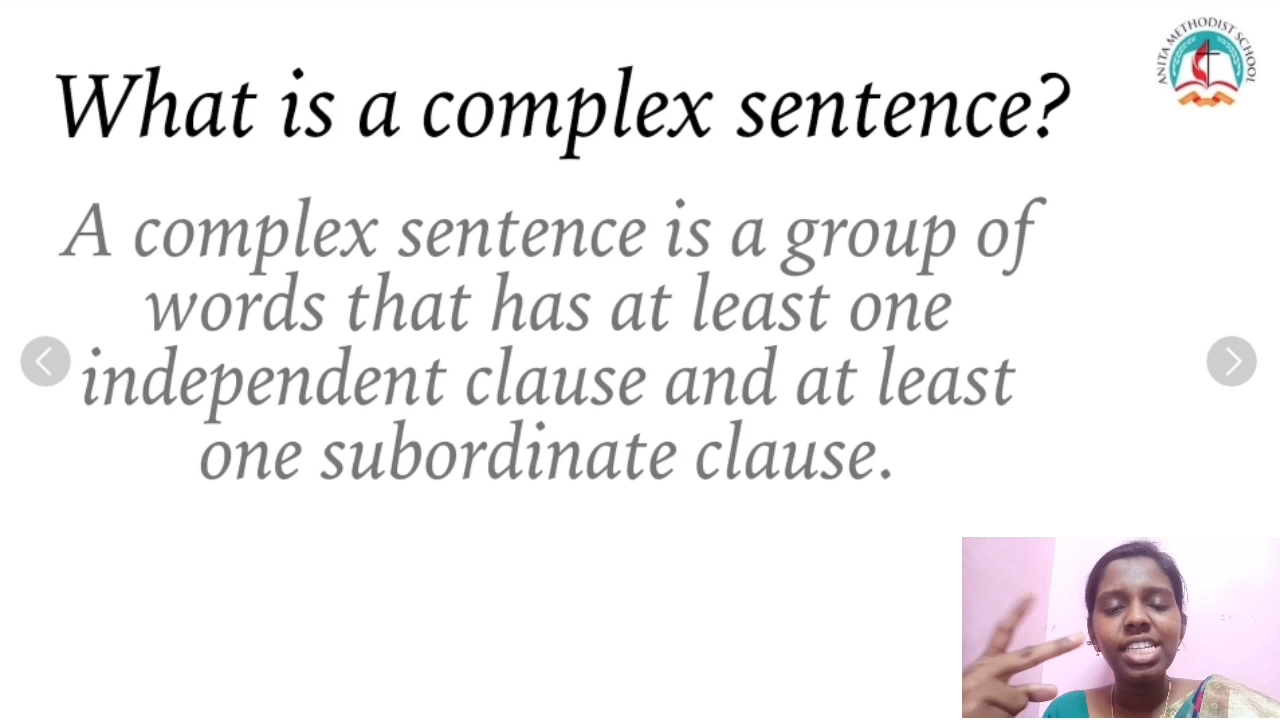 ANITA METHODIST SCHOOL
What is a complex sentence?
A complex sentence is a group of
words that has at least one
independent clause and at least
one subordinate clause.